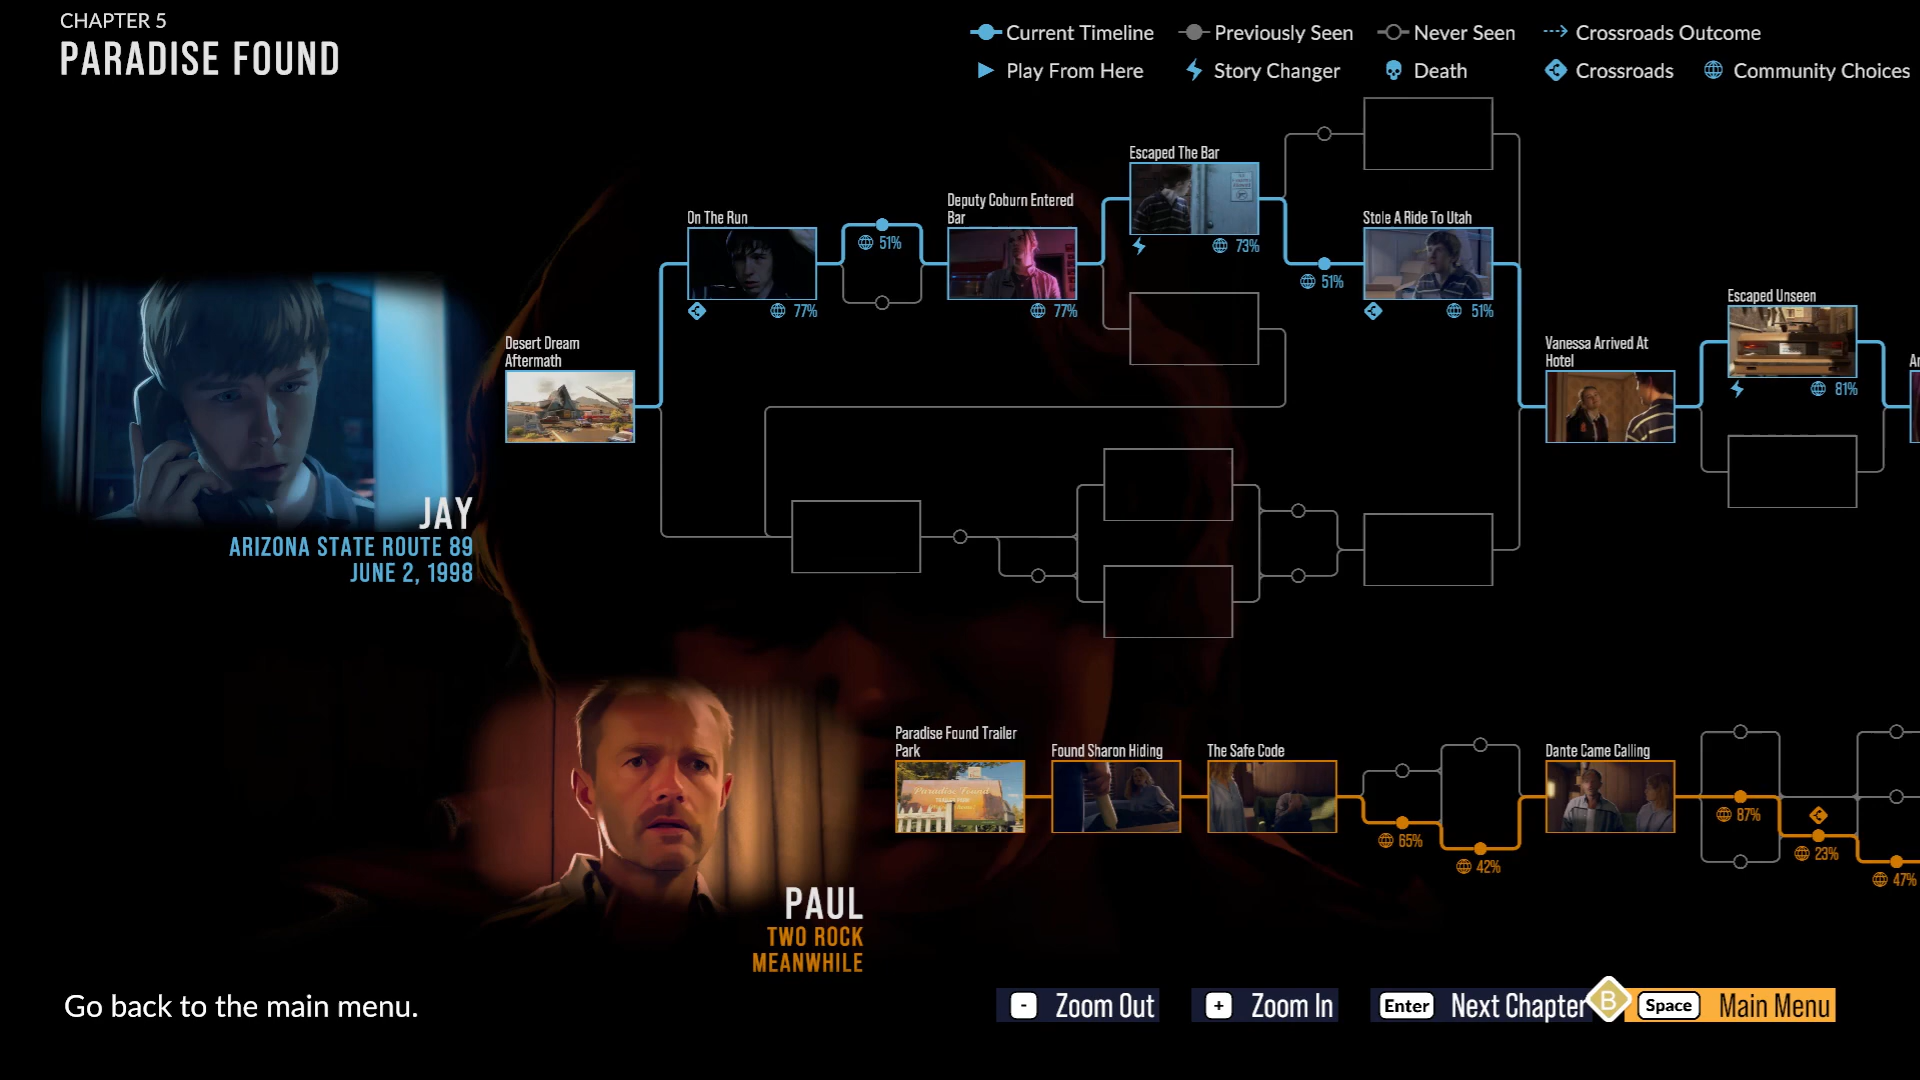 CHAPTER 5
PARADISE FOUND
Current Timeline
Previously Seen
Never Seen
Crossroads Outcome
Play From Here
Story Changer
Death
Crossroads
Community Choices
Escaped The Bar
73%
Deputy Coburn Entered
Bar
77%
On The Run
77%
51%
Stole A Ride To Utah
51%
51%
Escaped Unseen
81%
Desert Dream
Aftermath
Vanessa Arrived At
Hotel
JAY
ARIZONA STATE ROUTE 89
JUNE 2, 1998
Paradise Found Trailer
Park
Paradise Found
Found Sharon Hiding
The Safe Code
65%
42%
Dante Came Calling
87%
23%
47%
PAUL
TWO ROCK
MEANWHILE
Go back to the main menu.
- Zoom Out
+ Zoom In
Enter Next Chapter
B
Space Main Menu